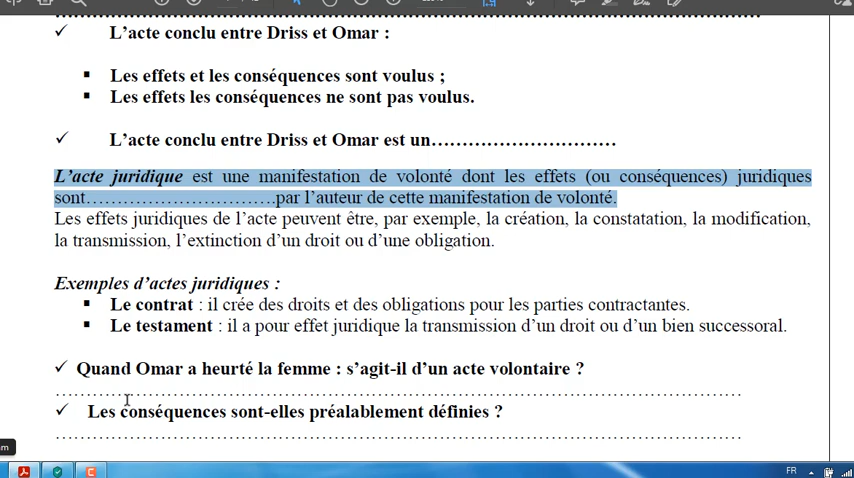 L’acte conclu entre Driss et Omar :
Les effets et les conséquences sont voulus ;
Les effets les conséquences ne sont pas voulus.
L’acte conclu entre Driss et Omar est un……………………………
L’acte juridique est une manifestation de volonté dont les effets (ou conséquences) juridiques
sont………………………….par l’auteur de cette manifestation de volonté.
Les effets juridiques de l’acte peuvent être, par exemple, la création, la constatation, la modification,
la transmission, l’extinction d’un droit ou d’une obligation.
Exemples d’actes juridiques :
Le contrat : il crée des droits et des obligations pour les parties contractantes.
Le testament : il a pour effet juridique la transmission d’un droit ou d’un bien successoral.
Quand Omar a heurté la femme : s’agit-il d’un acte volontaire ?
Les conséquences sont-elles préalablement définies ?
FR